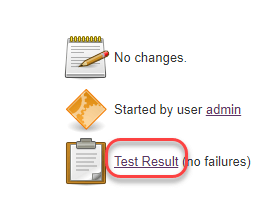 No changes.
Started by user admin
Test Result (no failures)